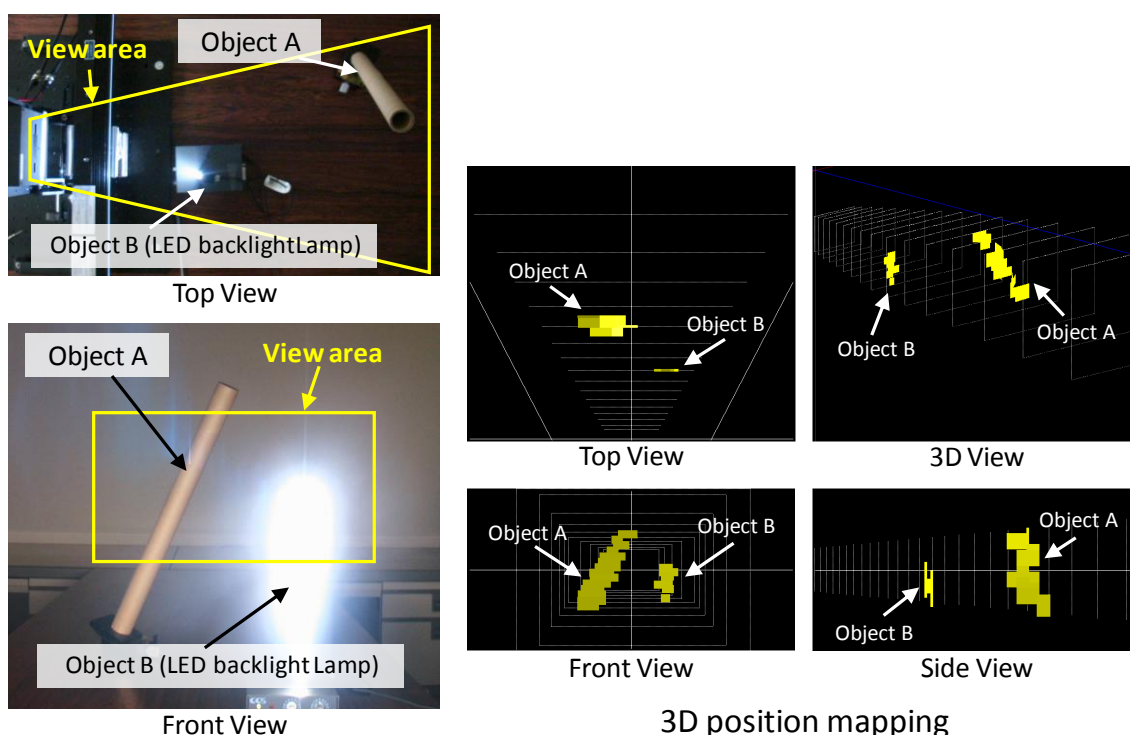 View area
Object A
Object B (LED backlightLamp)
Top View
Object A
View area
Object B (LED backlight Lamp)
Front View
Object A
Object B
Top View
Object B
Object A
3D View
Object A
Object B
Front View
Object A
Object B
Side View
3D position mapping